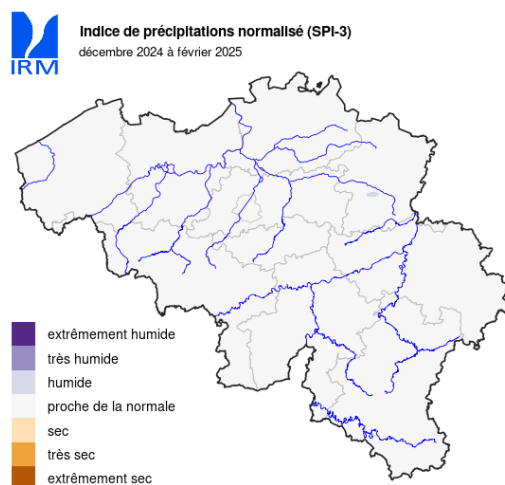 Indice de précipitations normalisé (SPI-3)
décembre 2024 à février 2025
IRM
extrêmement humide
très humide
humide
proche de la normale
sec
très sec
extrêmement sec